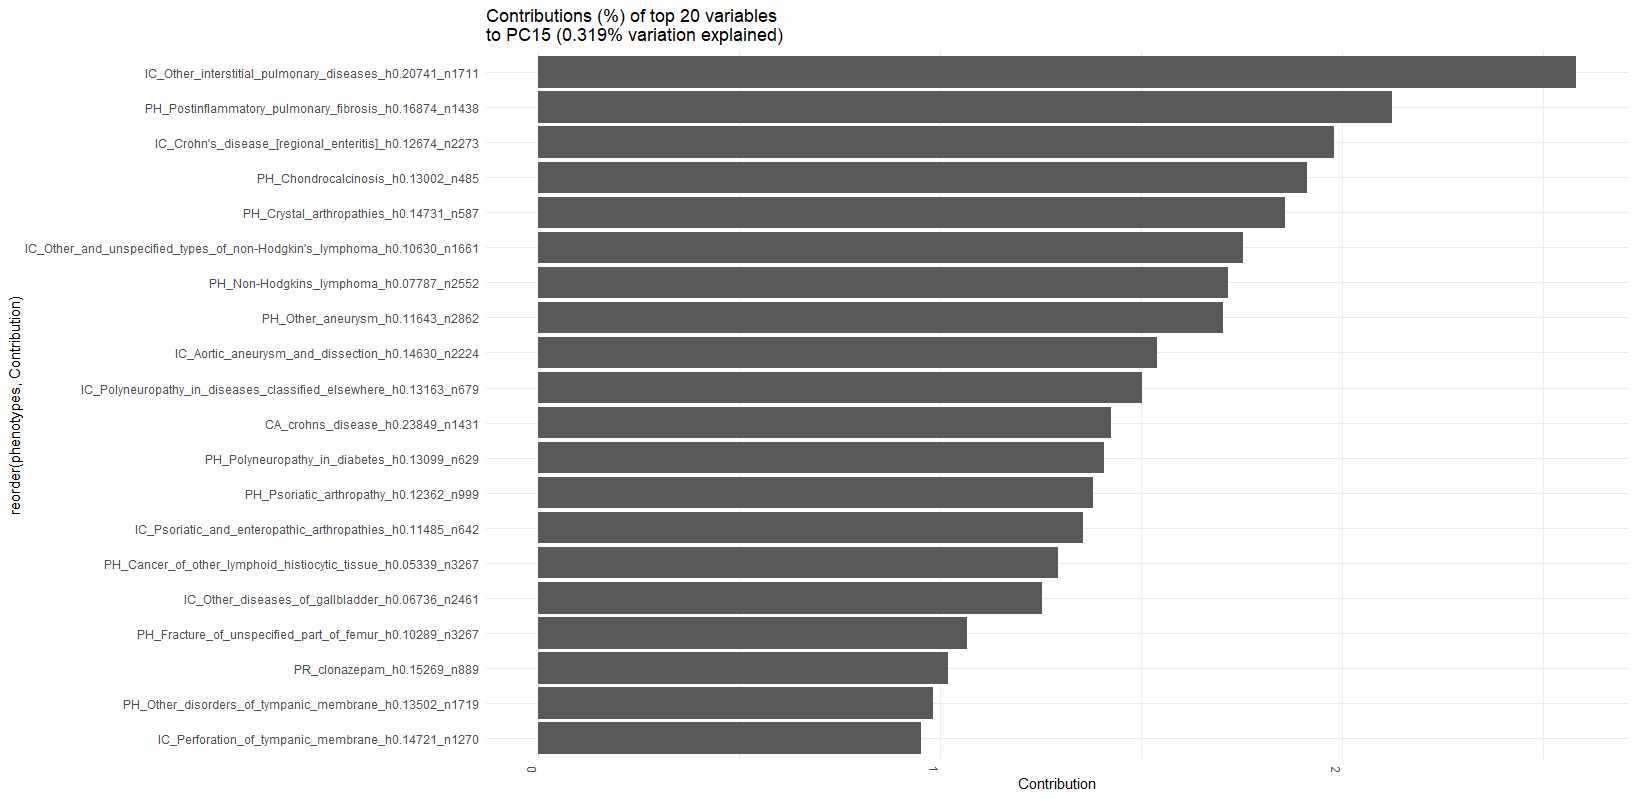 Contributions (%) of top 20 variables
to PC15 (0.319% variation explained)
reorder(phenotypes, Contribution)
IC_Other_interstitial_pulmonary_diseases_h0.20741_n1711
PH_Postinflammatory_pulmonary_fibrosis_h0.16874_n1438
IC_Crohn's_disease_[regional_enteritis]_h0.12674_n2273
PH_Chondrocalcinosis_h0.13002_n485
PH_Crystal_arthropathies_h0.14731_n587
IC_Other_and_unspecified_types_of_non-Hodgkin's_lymphoma_h0.10630_n1661
PH_Non-Hodgkins_lymphoma_h0.07787_n2552
PH_Other_aneurysm_h0.11643_n2862
IC_Aortic_aneurysm_and_dissection_h0.14630_n2224
IC_Polyneuropathy_in_diseases_classified_elsewhere_h0.13163_n679
CA_crohns_disease_h0.23849_n1431
PH_Polyneuropathy_in_diabetes_h0.13099_n629
PH_Psoriatic_arthropathy_h0.12362_n999
IC_Psoriatic_and_enteropathic_arthropathies_h0.11485_n642
PH_Cancer_of_other_lymphoid_histiocytic_tissue_h0.05339_n3267
IC_Other_diseases_of_gallbladder_h0.06736_n2461
PH_Fracture_of_unspecified_part_of_femur_h0.10289_n3267
PR_clonazepam_h0.15269_n889
PH_Other_disorders_of_tympanic_membrane_h0.13502_n1719
IC_Perforation_of_tympanic_membrane_h0.14721_n1270
0 1 2
Contribution